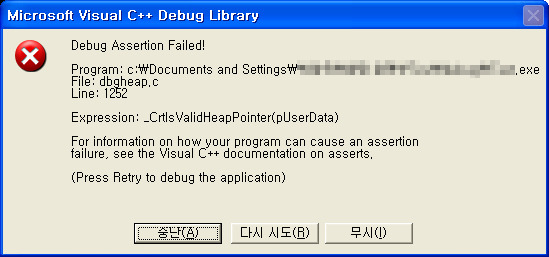 Microsoft Visual C++ Debug Library
Debug Assertion Failed!
Program: c:₩Documents and Settings₩ .exe
File: dbgheap.c
Line: 1252
Expression: _CrtIsValidHeapPointer(pUserData)
For information on how your program can cause an assertion
failure, see the Visual C++ documentation on asserts.
(Press Retry to debug the application)
중단(A) 다시 시도(R) 무시(I)